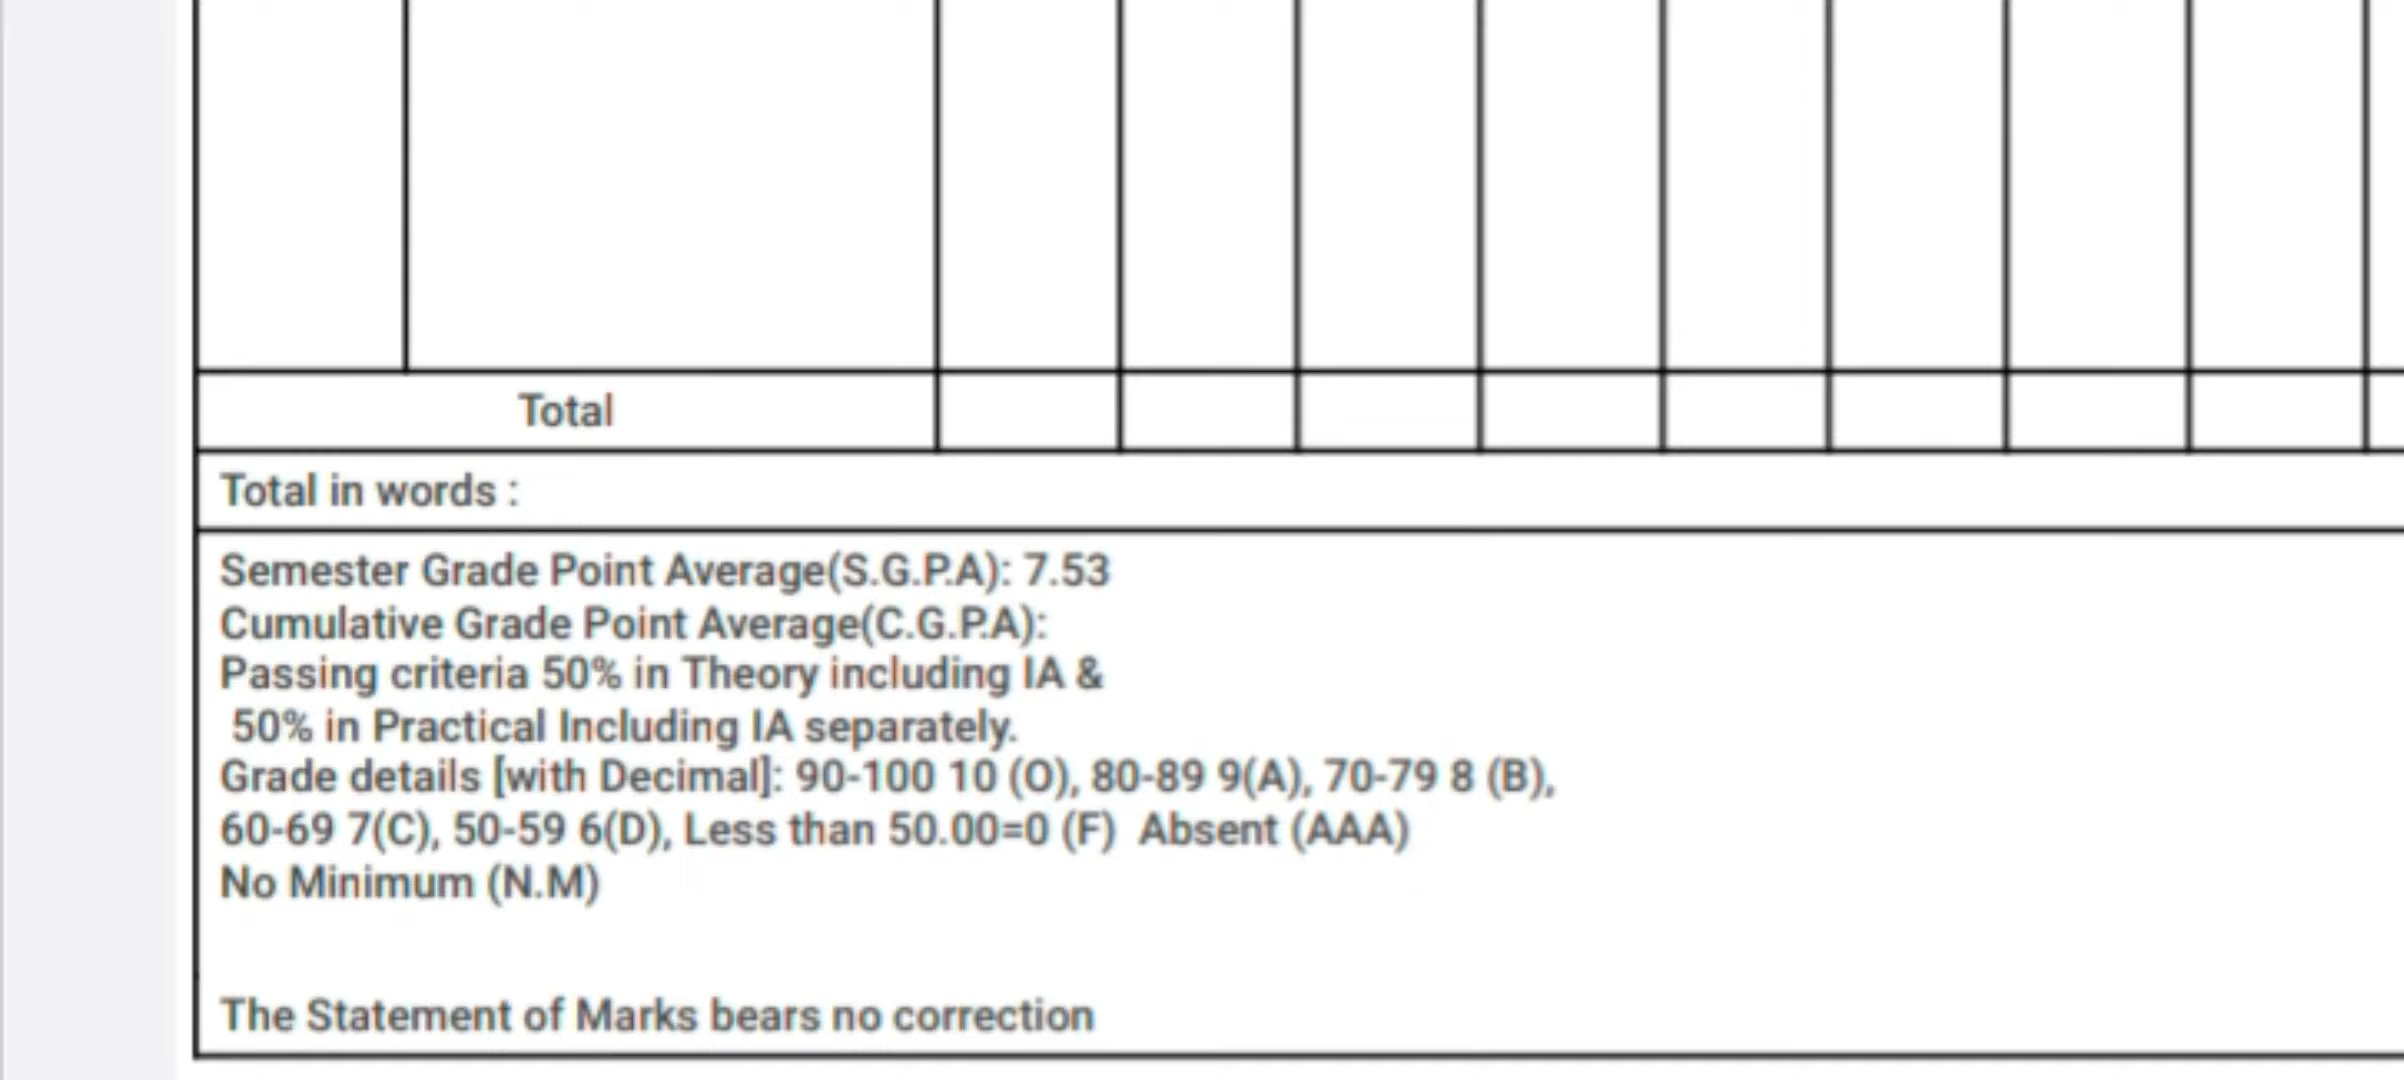 Total
Total in words :
Semester Grade Point Average(S.G.P.A): 7.53
Cumulative Grade Point Average(C.G.P.A):
Passing criteria 50% in Theory including IA &
50% in Practical Including IA separately.
Grade details [with Decimal]: 90-100 10 (O), 80-89 9(A), 70-79 8 (B),
60-69 7(C), 50-59 6(D), Less than 50.00=0 (F) Absent (AAA)
No Minimum (N.M)
The Statement of Marks bears no correction